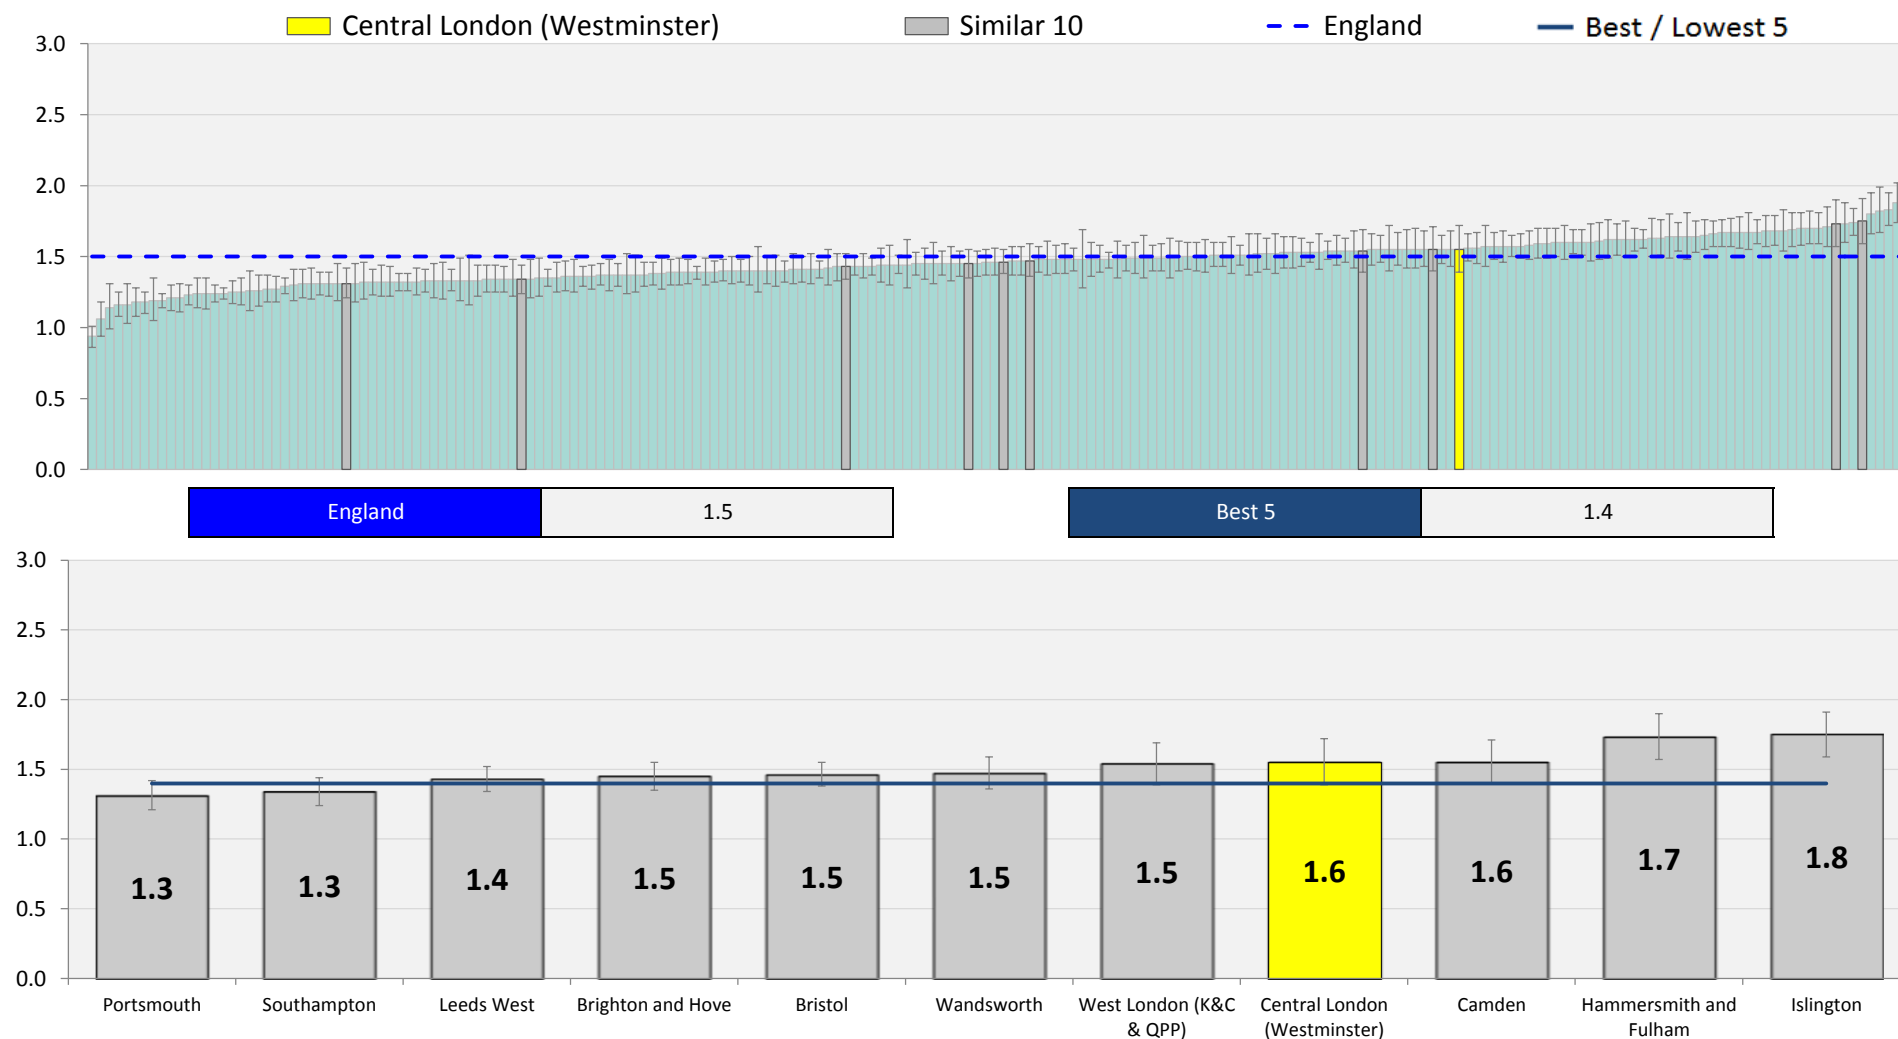 Central London (Westminster)
Similar 10
England
Best / Lowest 5
3.0
2.5
2.0
1.5
1.0
0.5
0.0
England
1.5
Best 5
1.4
3.0
2.5
2.0
1.5
1.0
0.5
0.0
1.3
1.3
1.4
1.5
1.5
1.5
1.5
1.6
1.6
1.7
1.8
Portsmouth
Southampton
Leeds West
Brighton and Hove
Bristol
Wandsworth
West London (K&C
& QPP)
Central London
(Westminster)
Camden
Hammersmith and
Fulham
Islington